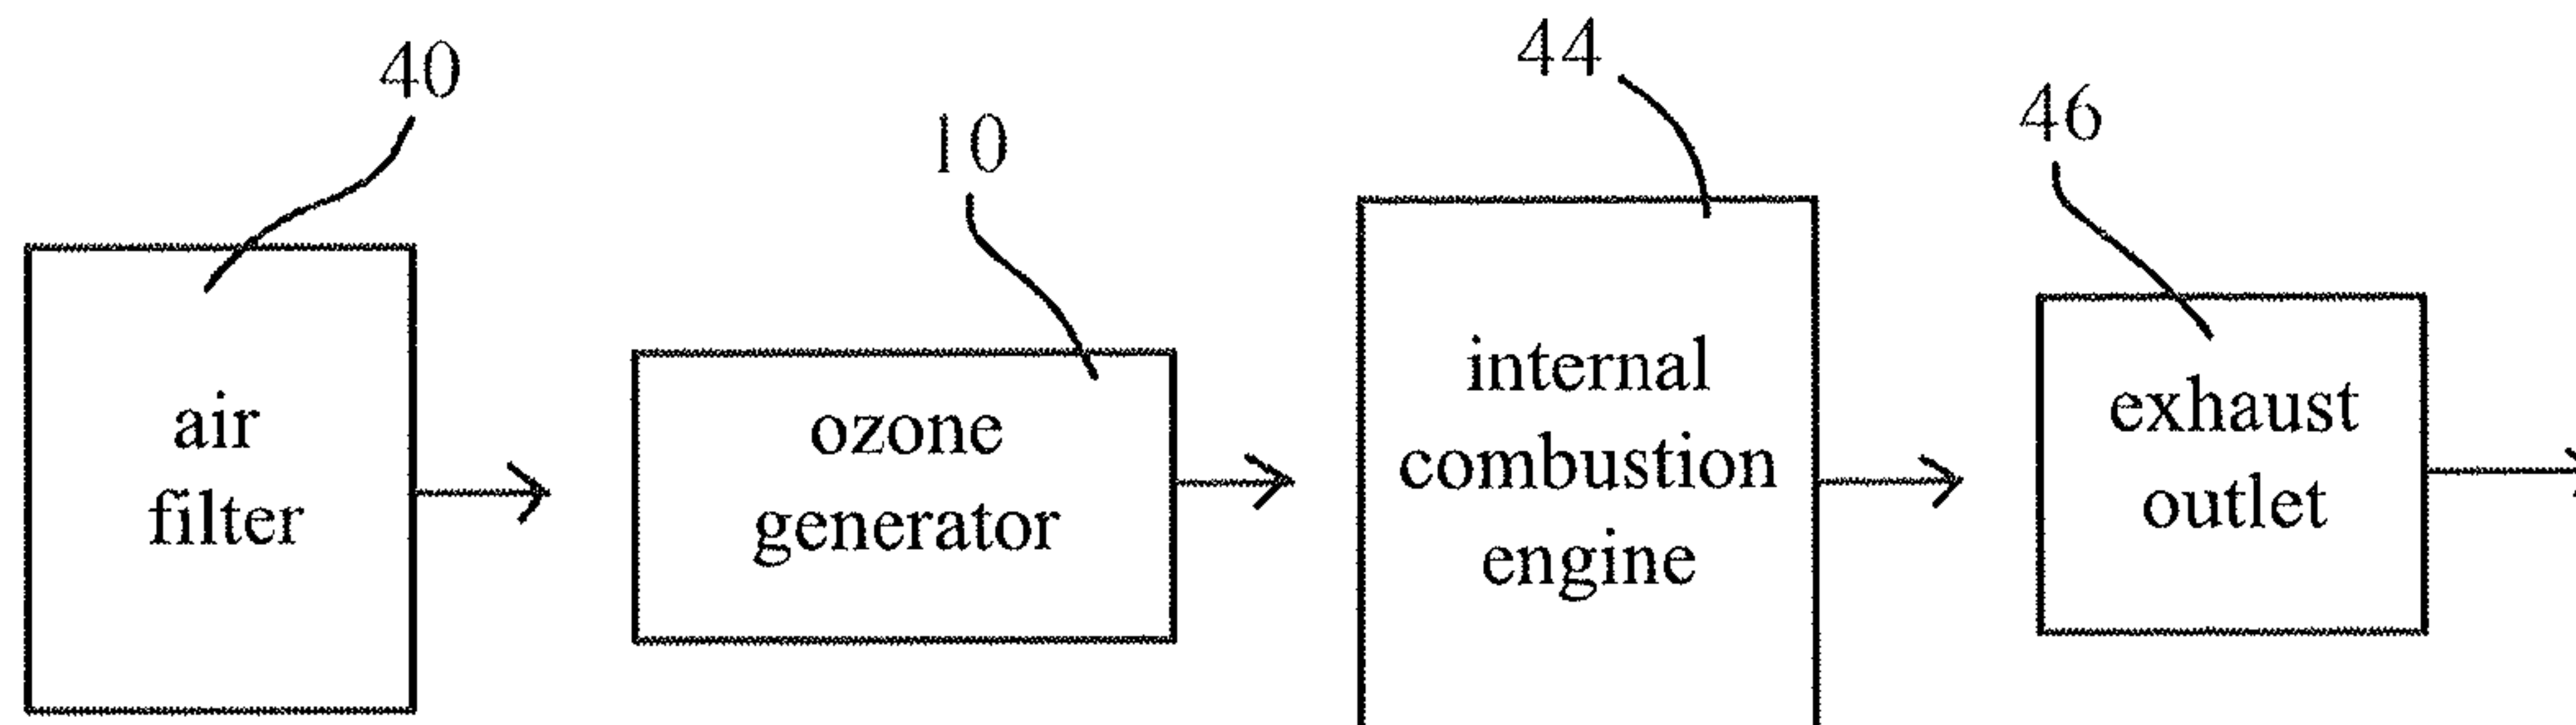 40
10
44
46
air
filter
ozone
generator
internal
combustion
engine
exhaust
outlet